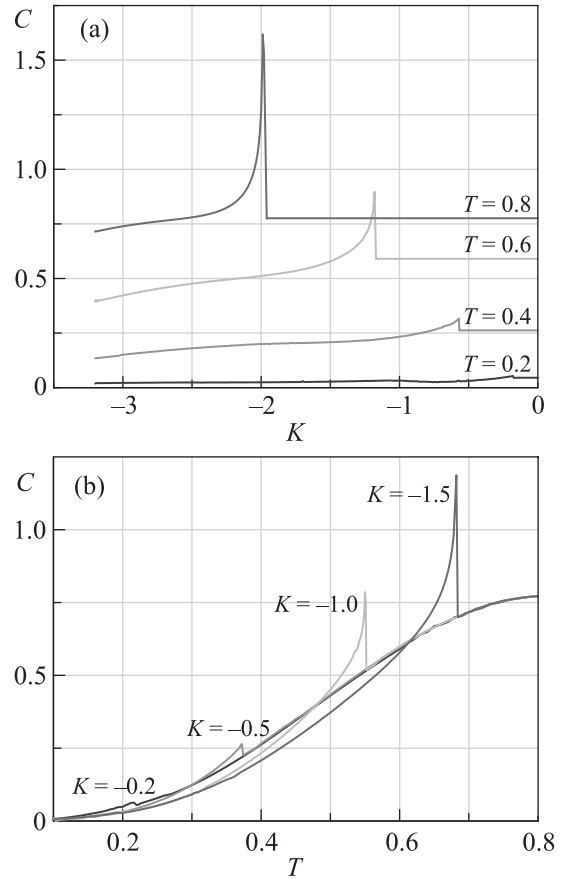 C
(a)
1.5
1.0
T = 0.8
T = 0.6
0.5
T = 0.4
T = 0.2
0
–3
–2
–1
0
K
C
(b)
K = –1.5
1.0
K = –1.0
0.5
K = –0.5
K = –0.2
0
0.2
0.4
0.6
0.8
T